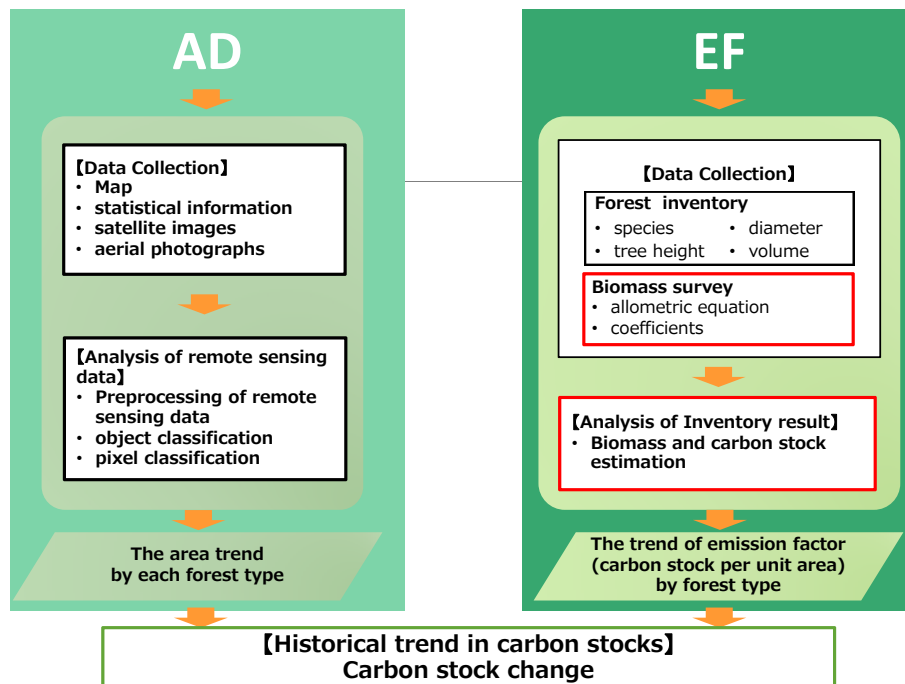 AD
【Data Collection】
• Map
• statistical information
• satellite images
• aerial photographs
【Analysis of remote sensing
data】
• Preprocessing of remote
sensing data
• object classification
• pixel classification
The area trend
by each forest type
EF
【Data Collection】
Forest inventory
• species • diameter
• tree height • volume
Biomass survey
• allometric equation
• coefficients
【Analysis of Inventory result】
• Biomass and carbon stock
estimation
The trend of emission factor
(carbon stock per unit area)
by forest type
【Historical trend in carbon stocks】
Carbon stock change